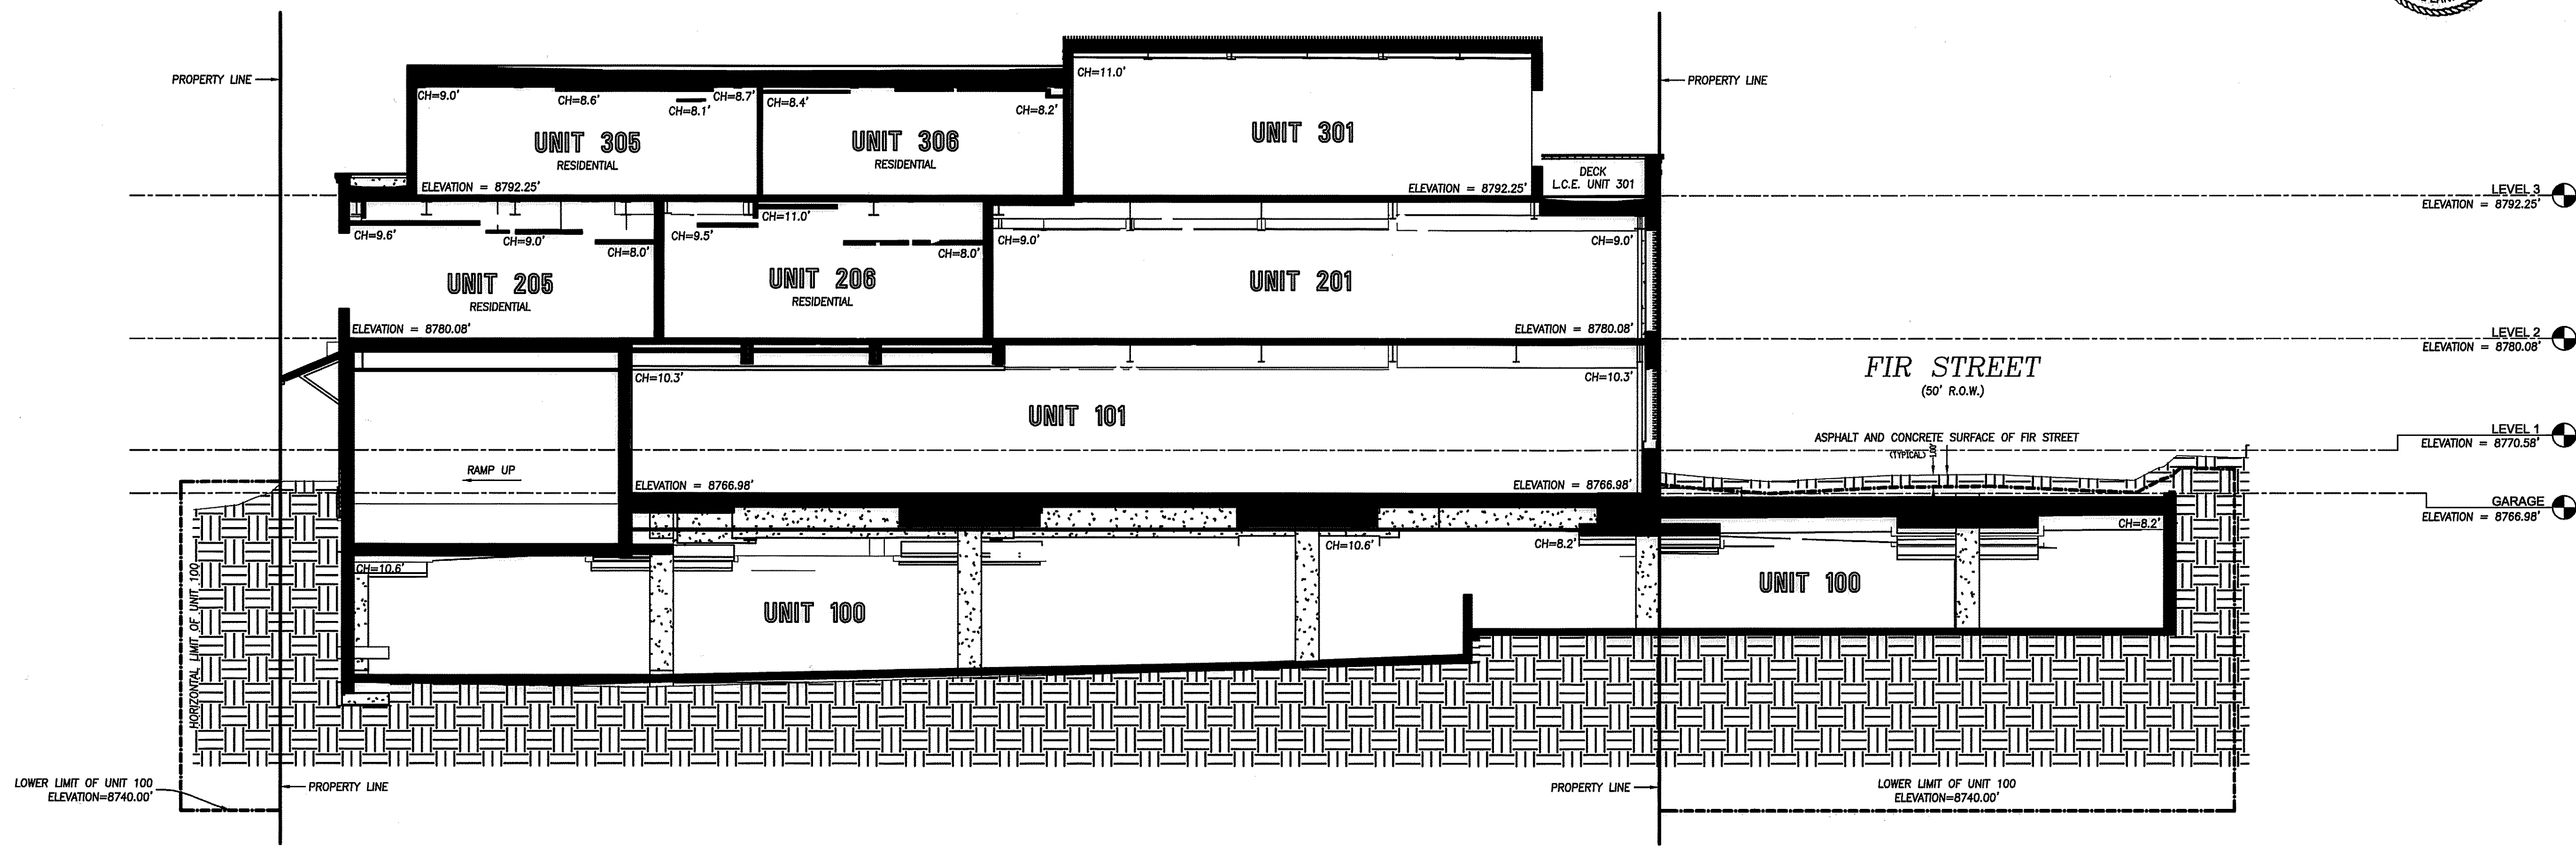 PROPERTY LINE
PROPERTY LINE
CH=11.0'
CH=9.0'
CH=8.6'
CH=8.1'
CH=8.7'
CH=8.4'
CH=8.2'
UNIT 305
RESIDENTIAL
UNIT 306
RESIDENTIAL
UNIT 301
DECK
L.C.E. UNIT 301
ELEVATION = 8792.25'
ELEVATION = 8792.25'
LEVEL 3
ELEVATION = 8792.25'
CH=9.6'
CH=9.0'
CH=8.0'
CH=9.5'
CH=11.0'
CH=8.0'
CH=9.0'
CH=9.0'
UNIT 205
RESIDENTIAL
UNIT 206
RESIDENTIAL
UNIT 201
ELEVATION = 8780.08'
ELEVATION = 8780.08'
LEVEL 2
ELEVATION = 8780.08'
FIR STREET
(50' R.O.W.)
CH=10.3'
CH=10.3'
UNIT 101
ASPHALT AND CONCRETE SURFACE OF FIR STREET
(TYPICAL)
1.00'
LEVEL 1
ELEVATION = 8770.58'
RAMP UP
ELEVATION = 8766.98'
ELEVATION = 8766.98'
GARAGE
ELEVATION = 8766.98'
CH=10.6'
CH=10.6'
CH=8.2'
CH=8.2'
UNIT 100
UNIT 100
HORIZONTAL LIMIT OF UNIT 100
LOWER LIMIT OF UNIT 100
ELEVATION=8740.00'
PROPERTY LINE
PROPERTY LINE
LOWER LIMIT OF UNIT 100
ELEVATION=8740.00'